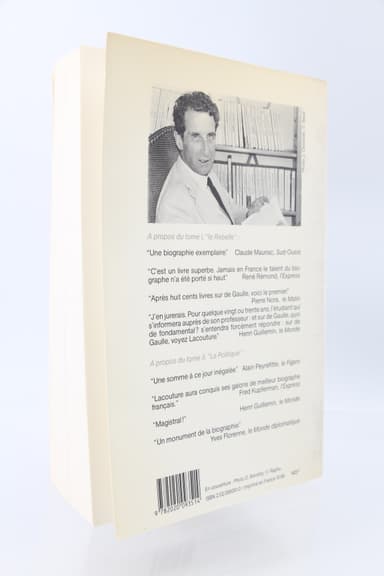 A propos du tome I, "le Rebelle" :
"Une biographie exemplaire." Claude Mauriac, Sud-Ouest
"C'est un livre superbe. Jamais en France le talent du bio-
graphe n'a été porté si haut" René Rémond, l'Express
"Après huit cents livres sur de Gaulle, voici le premier."
Pierre Nora, le Matin
"J'en jurerais. Pour quelque vingt ou trente ans, l'étudiant qui
s'informera auprès de son professeur : et sur de Gaulle, quoi
de fondamental? s'entendra forcément répondre : sur de
Gaulle, voyez Lacouture." Henri Guillemin, le Monde
A propos du tome II, "Le Politique" :
"Une somme à ce jour inégalée." Alain Peyrefitte, le Figaro
"Lacouture aura conquis ses galons de meilleur biographe
français." Fred Kupferman, l'Express
"Magistral!" Henri Guillemin, le Monde
"Un monument de la biographie." Yves Florenne, le Monde diplomatique
9 782020 093514